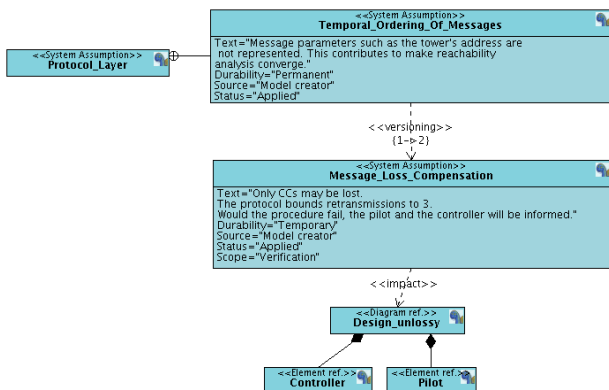 <<System Assumption>>
Temporal_Ordering_Of_Messages
Text="Message parameters such as the tower's address are
not represented. This contributes to make reachability
analysis converge."
Durability="Permanent"
Source="Model creator"
Status="Applied"
<<System Assumption>>
Protocol_Layer
<<versioning>>
{1->2}
<<System Assumption>>
Message_Loss_Compensation
Text="Only CCs may be lost.
The protocol bounds retransmissions to 3.
Would the procedure fail, the pilot and the controller will be informed."
Durability="Temporary"
Source="Model creator"
Status="Applied"
Scope="Verification"
<<impact>>
<<Diagram ref.>>
Design_unlossy
<<Element ref.>>
Controller
<<Element ref.>>
Pilot